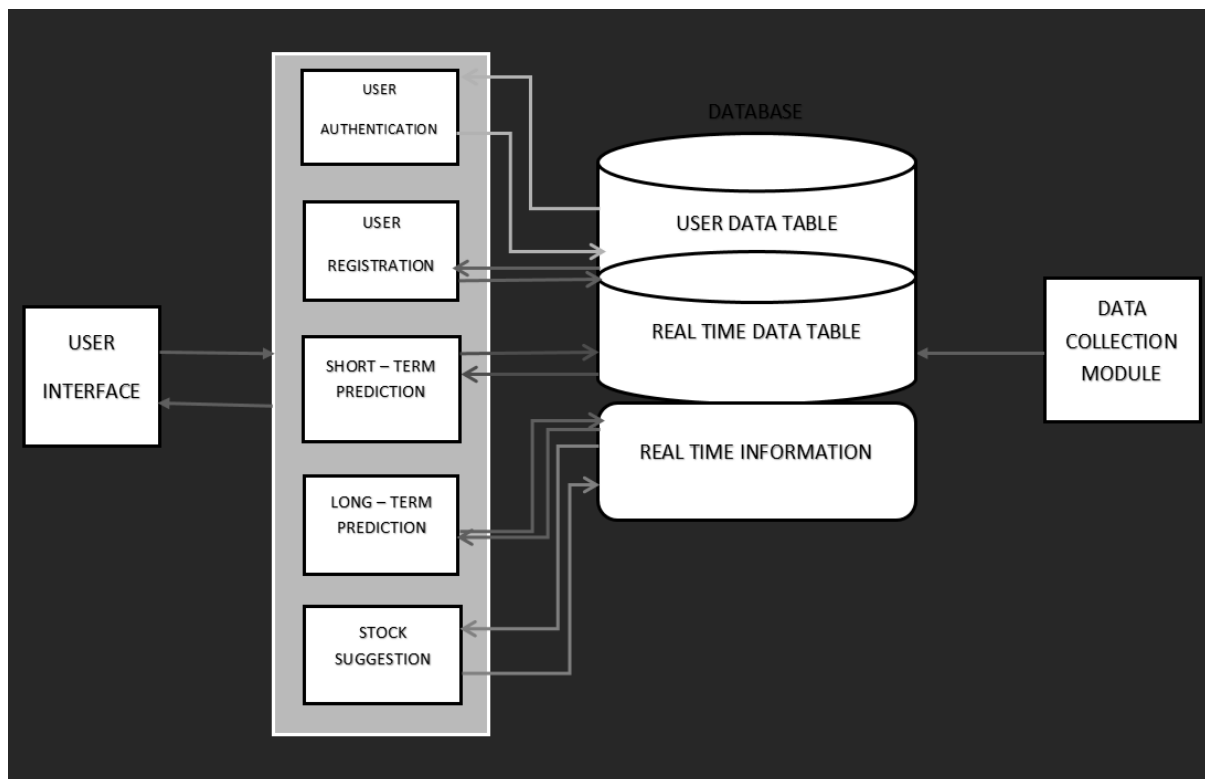 USER
AUTHENTICATION
USER
REGISTRATION
SHORT – TERM
PREDICTION
LONG – TERM
PREDICTION
STOCK
SUGGESTION
USER
INTERFACE
DATABASE
USER DATA TABLE
REAL TIME DATA TABLE
REAL TIME INFORMATION
DATA
COLLECTION
MODULE